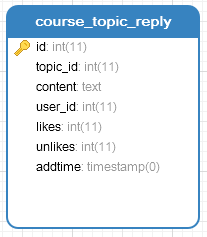 course_topic_reply
id: int(11)
topic_id: int(11)
content: text
user_id: int(11)
likes: int(11)
unlikes: int(11)
addtime: timestamp(0)